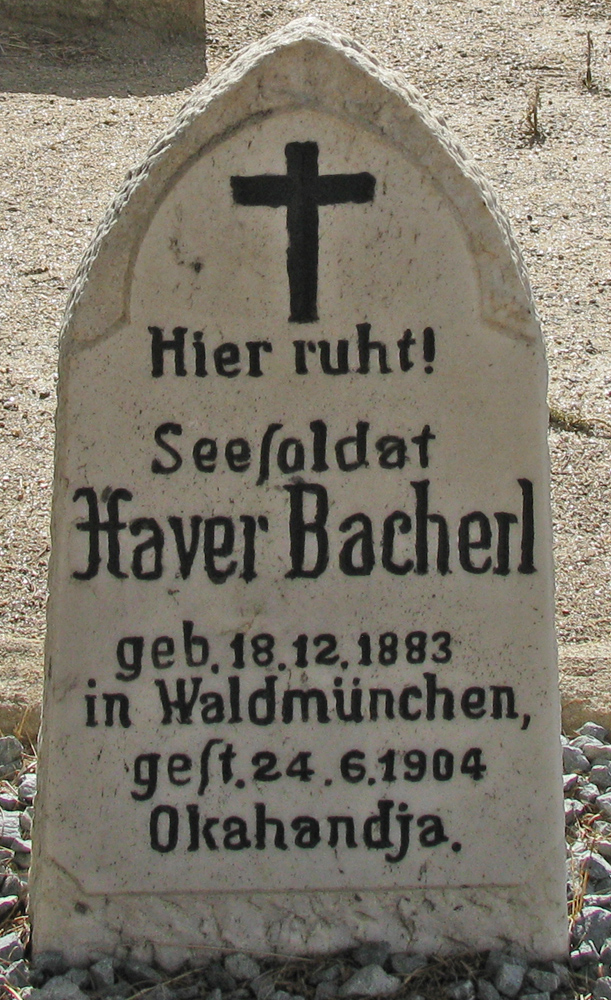 Hier ruht!
Seeſoldat
Xaver Bacherl
geb. 18.12.1883
in Waldmünchen,
geſt. 24.6.1904
Okahandja.